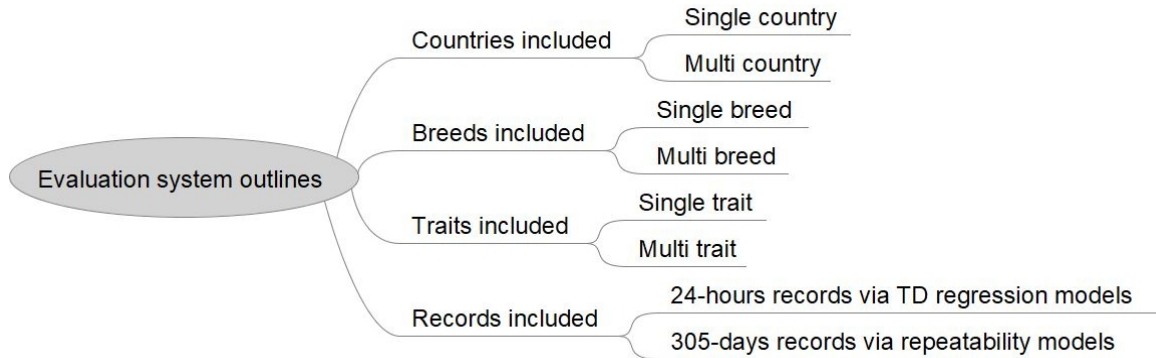 Evaluation system outlines
Countries included
Single country
Multi country
Breeds included
Single breed
Multi breed
Traits included
Single trait
Multi trait
Records included
24-hours records via TD regression models
305-days records via repeatability models